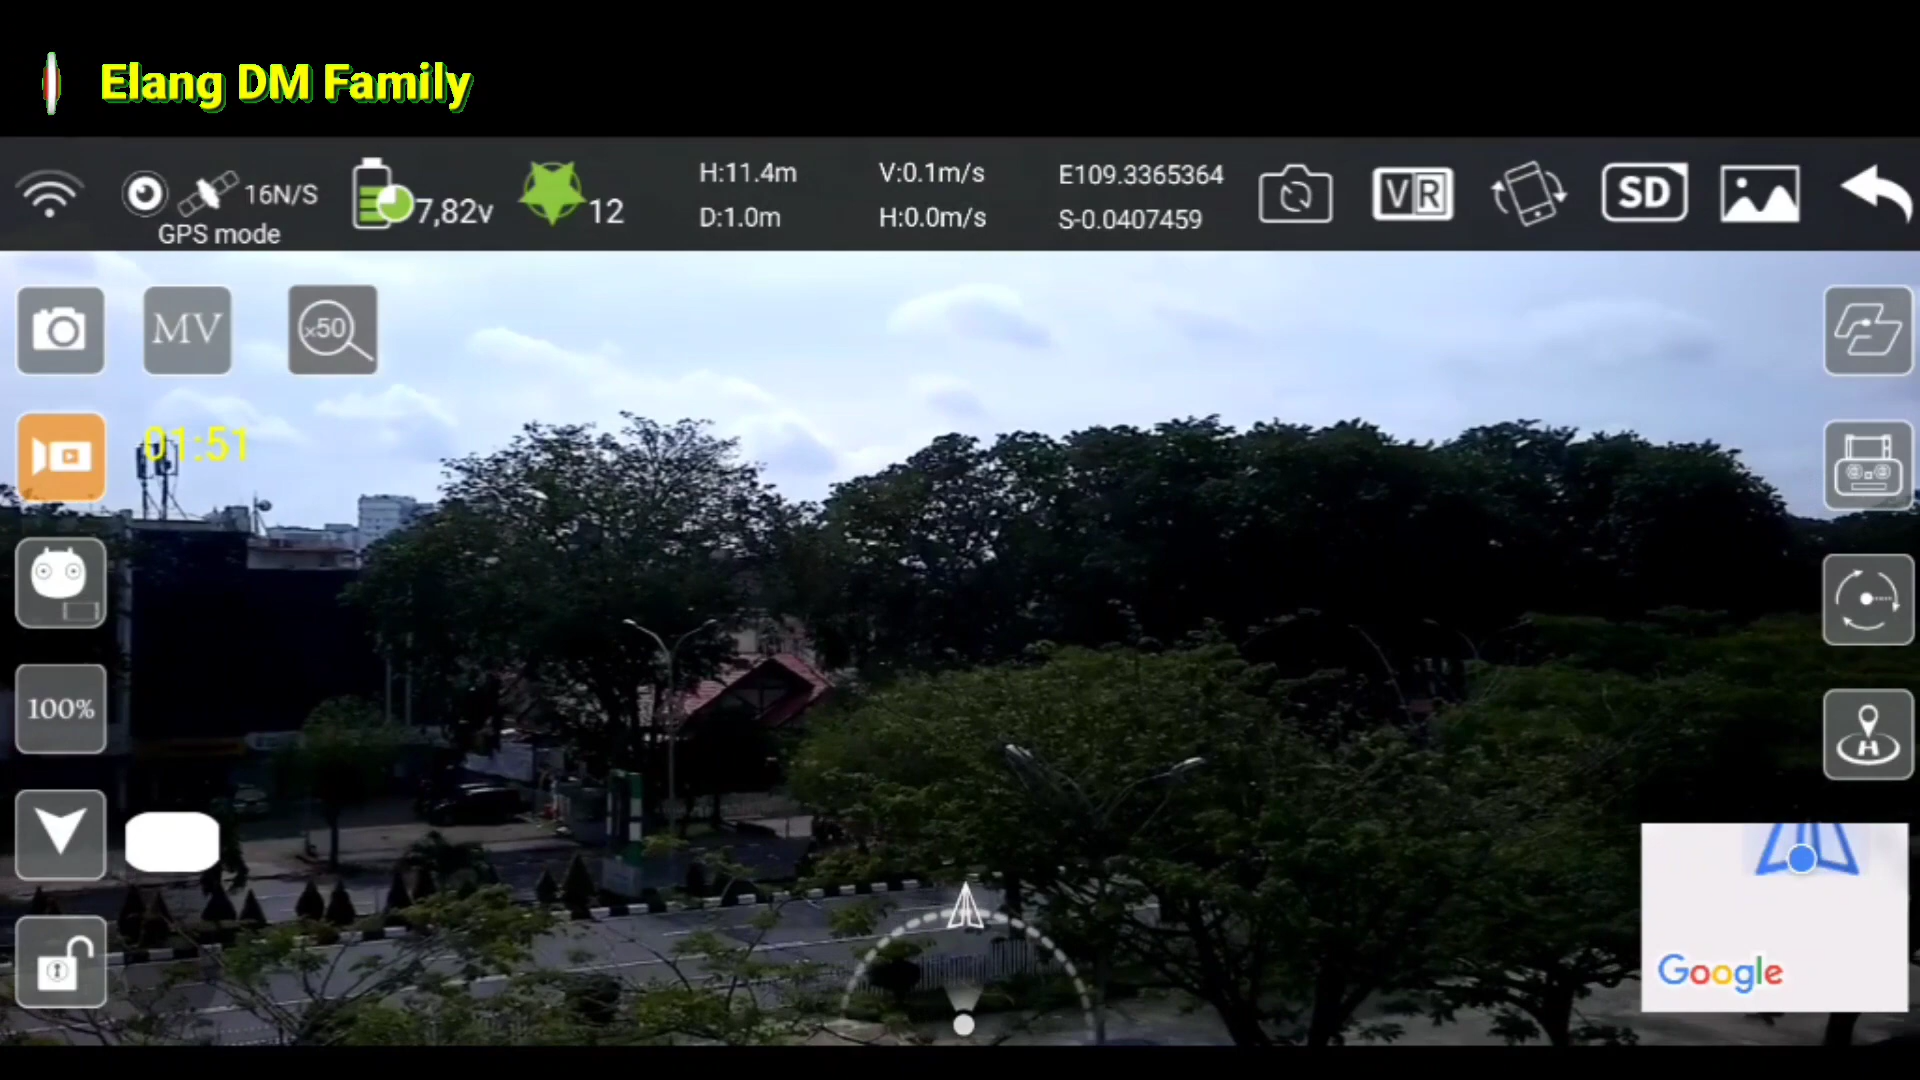 Elang DM Family
16N/S
GPS mode
7,82v
12
H:11.4m
V:0.1m/s
E109.3365364
D:1.0m
H:0.0m/s
S-0.0407459
VR
SD
MV
x50
01:51
100%
H
Google